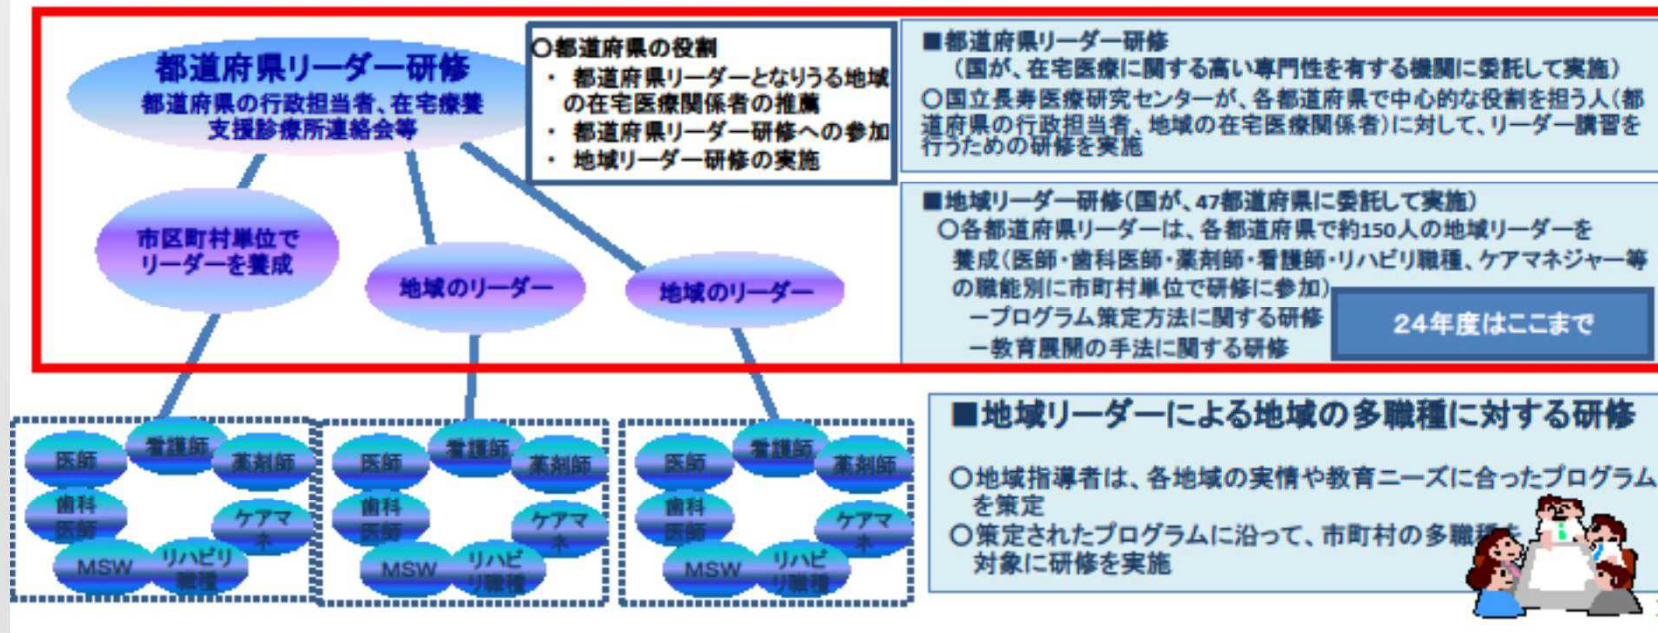 都道府県リーダー研修
都道府県の行政担当者、在宅療養
支援診療所連絡会等
〇都道府県の役割
・ 都道府県リーダーとなりうる地域
の在宅医療関係者の推薦
・ 都道府県リーダー研修への参加
・ 地域リーダー研修の実施
■都道府県リーダー研修
（国が、在宅医療に関する高い専門性を有する機関に委託して実施）
〇国立長寿医療研究センターが、各都道府県で中心的な役割を担う人（都
道府県の行政担当者、地域の在宅医療関係者）に対して、リーダー講習を
行うための研修を実施
市区町村単位で
リーダーを養成
地域のリーダー
地域のリーダー
■地域リーダー研修（国が、47都道府県に委託して実施）
〇各都道府県リーダーは、各都道府県で約150人の地域リーダーを
養成（医師・歯科医師・薬剤師・看護師・リハビリ職種、ケアマネジャー等
の職能別に市町村単位で研修に参加）
ープログラム策定方法に関する研修
ー教育展開の手法に関する研修
24年度はここまで
医師
看護師
薬剤師
歯科
医師
ケアマ
ネ
MSW
リハビリ
職種
医師
看護師
薬剤師
歯科
医師
ケアマ
ネ
MSW
リハビ
リ職種
医師
看護師
薬剤師
歯科
医師
ケアマ
ネ
MSW
リハビ
リ職種
■地域リーダーによる地域の多職種に対する研修
〇地域指導者は、各地域の実情や教育ニーズに合ったプログラム
を策定
〇策定されたプログラムに沿って、市町村の多職種
対象に研修を実施